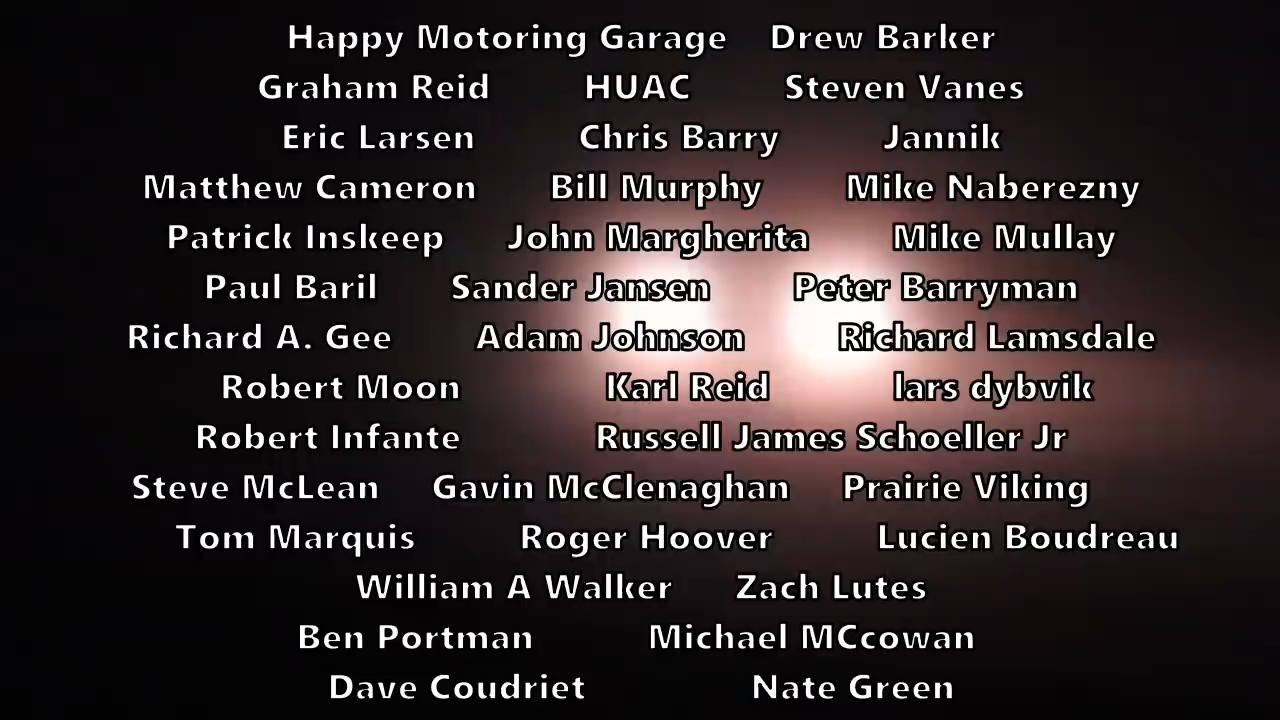 Happy Motoring Garage Drew Barker
Graham Reid HUAC Steven Vanes
Eric Larsen Chris Barry Jannik
Matthew Cameron Bill Murphy Mike Naberezny
Patrick Inskeep John Margherita Mike Mullay
Paul Baril Sander Jansen Peter Barryman
Richard A. Gee Adam Johnson Richard Lamsdale
Robert Moon Karl Reid lars dybvik
Robert Infante Russell James Schoeller Jr
Steve McLean Gavin McClenaghan Prairie Viking
Tom Marquis Roger Hoover Lucien Boudreau
William A Walker Zach Lutes
Ben Portman Michael MCcowan
Dave Coudriet Nate Green